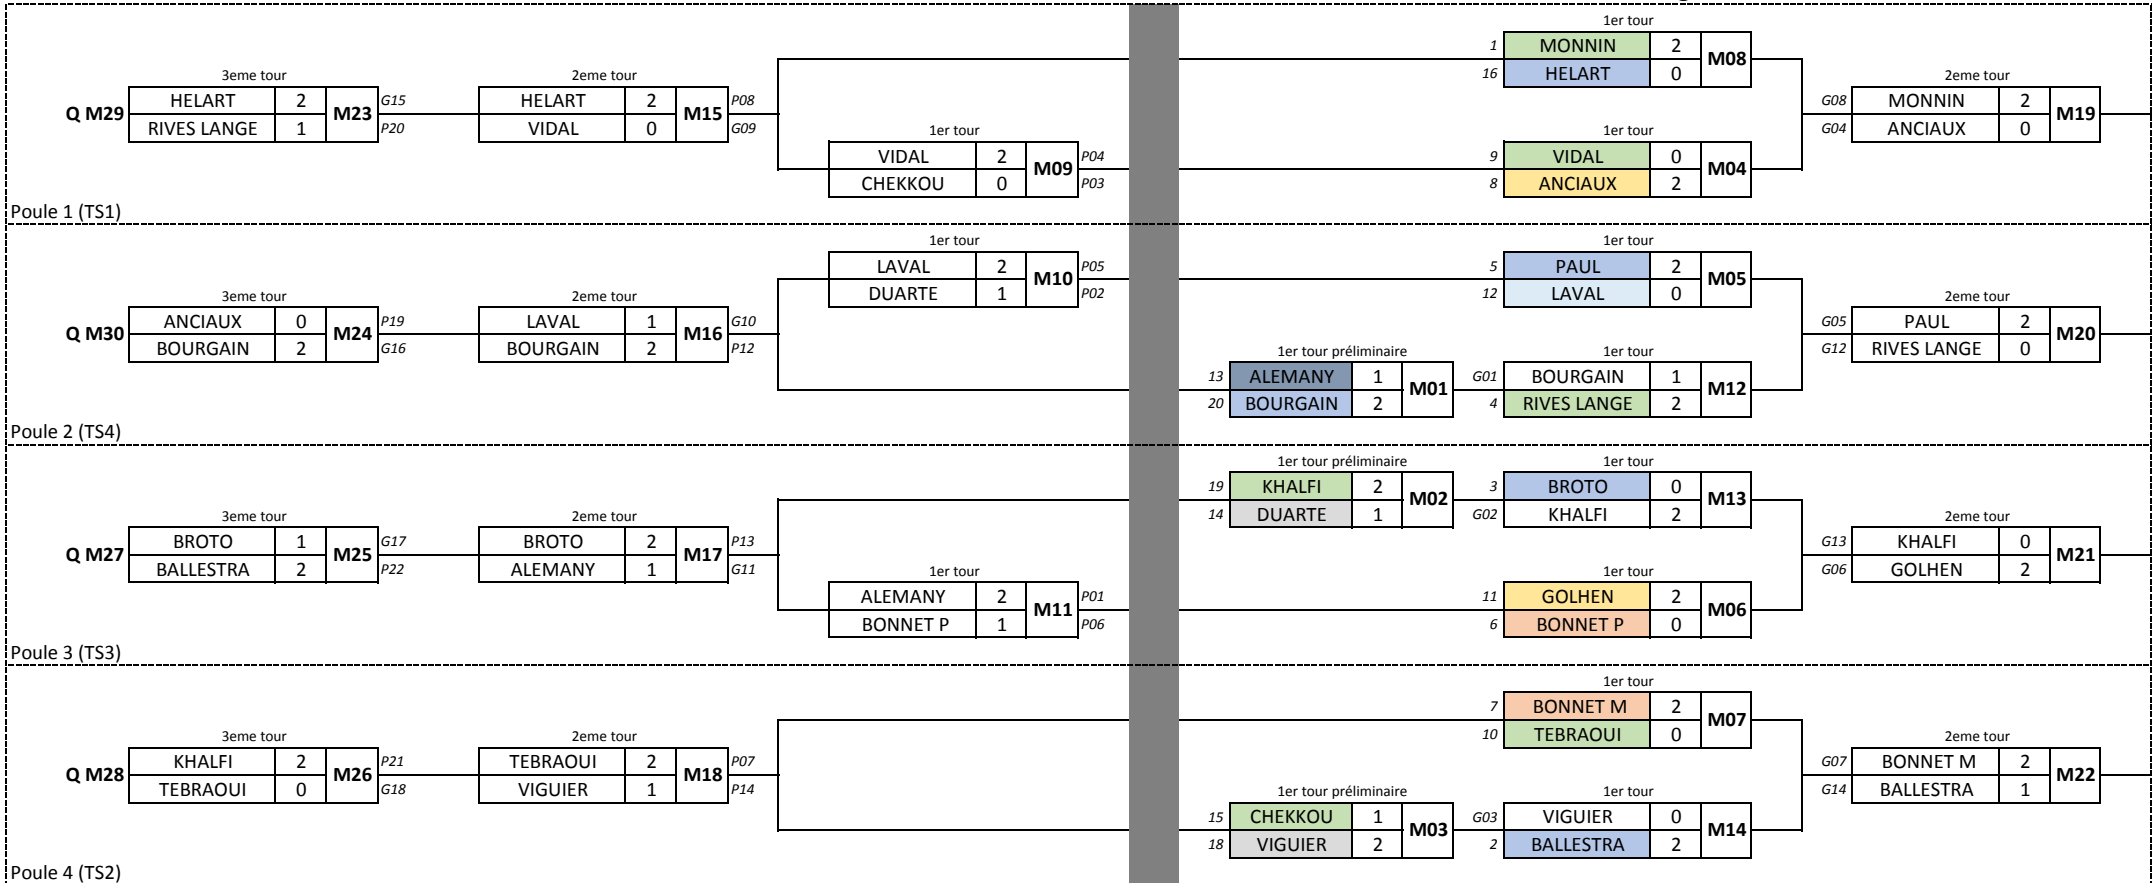 1er tour
1 MONNIN 2 M08
16 HELART 0
3eme tour
2eme tour
2eme tour
Q M29 HELART 2 M23 G15 HELART 2 M15 P08
RIVES LANGE 1 P20 VIDAL 0 G09
G08 MONNIN 2 M19
G04 ANCIAUX 0
1er tour
1er tour
VIDAL 2 M09 P04
CHEKKOU 0 P03
9 VIDAL 0 M04
8 ANCIAUX 2
Poule 1 (TS1)
1er tour
1er tour
LAVAL 2 M10 P05
DUARTE 1 P02
5 PAUL 2 M05
12 LAVAL 0
3eme tour
2eme tour
2eme tour
Q M30 ANCIAUX 0 M24 P19 LAVAL 1 M16 G10
BOURGAIN 2 G16 BOURGAIN 2 P12
G05 PAUL 2 M20
G12 RIVES LANGE 0
1er tour préliminaire
1er tour
13 ALEMANY 1 M01 G01 BOURGAIN 1 M12
20 BOURGAIN 2 4 RIVES LANGE 2
Poule 2 (TS4)
1er tour préliminaire
1er tour
19 KHALFI 2 M02 3 BROTO 0 M13
14 DUARTE 1 G02 KHALFI 2
3eme tour
2eme tour
2eme tour
Q M27 BROTO 1 M25 G17 BROTO 2 M17 P13
BALLESTRA 2 P22 ALEMANY 1 G11
G13 KHALFI 0 M21
G06 GOLHEN 2
1er tour
1er tour
ALEMANY 2 M11 P01
BONNET P 1 P06
11 GOLHEN 2 M06
6 BONNET P 0
Poule 3 (TS3)
1er tour
7 BONNET M 2 M07
10 TEBRAOUI 0
3eme tour
2eme tour
2eme tour
Q M28 KHALFI 2 M26 P21 TEBRAOUI 2 M18 P07
TEBRAOUI 0 G18 VIGUIER 1 P14
G07 BONNET M 2 M22
G14 BALLESTRA 1
1er tour préliminaire
1er tour
15 CHEKKOU 1 M03 G03 VIGUIER 0 M14
18 VIGUIER 2 2 BALLESTRA 2
Poule 4 (TS2)